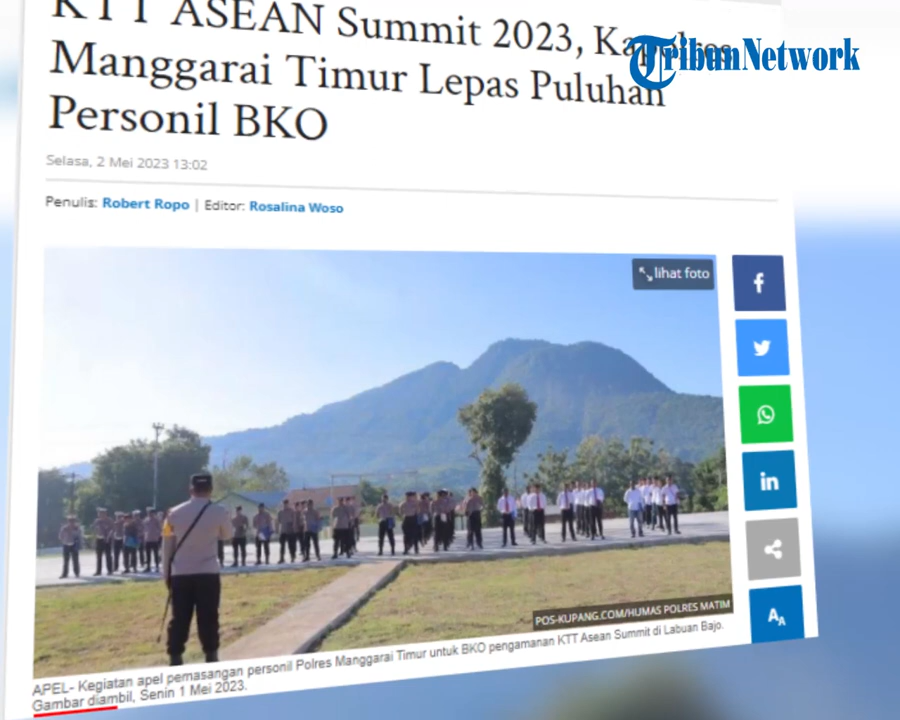 KTT ASEAN Summit 2023, Kapolres
Manggarai Timur Lepas Puluhan
Personil BKO
TribunNetwork
Selasa, 2 Mei 2023 13:02
Penulis: Robert Ropo | Editor: Rosalina Woso
lihat foto
f
in
AA
POS-KUPANG.COM/HUMAS POLRES MATIM
APEL- Kegiatan apel pemasangan personil Polres Manggarai Timur untuk BKO pengamanan KTT Asean Summit di Labuan Bajo.
Gambar diambil, Senin 1 Mei 2023.